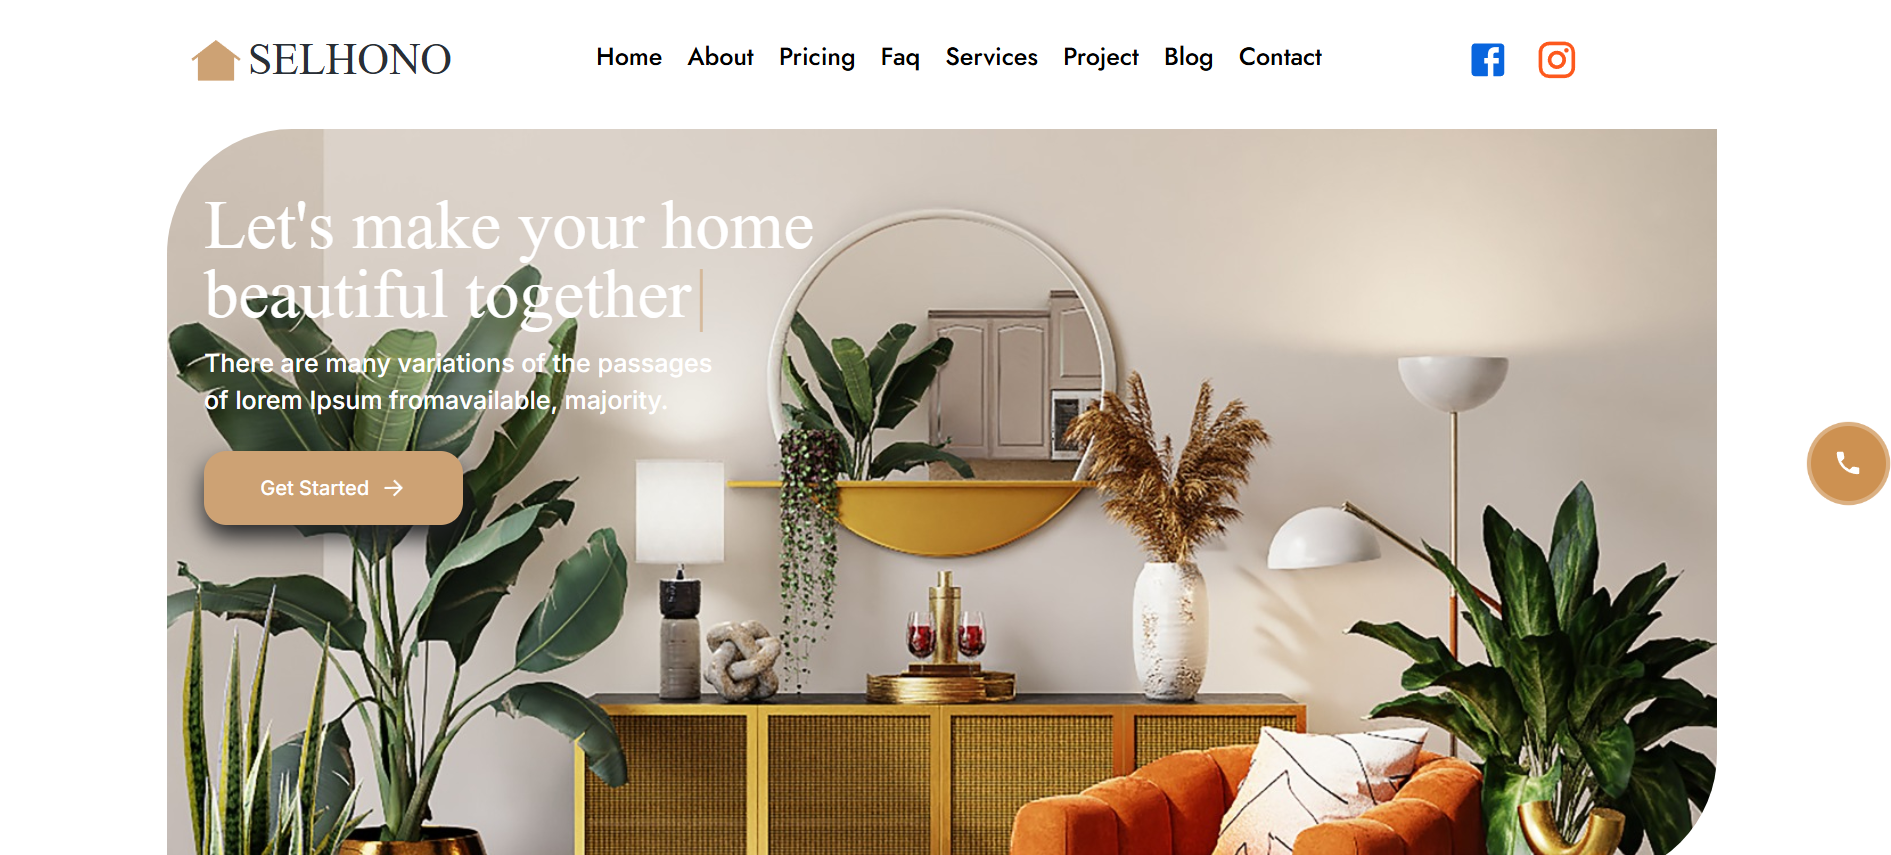 SELHONO
Home About Pricing Faq Services Project Blog Contact
Let's make your home
beautiful together
There are many variations of the passages
of lorem Ipsum fromavailable, majority.
Get Started